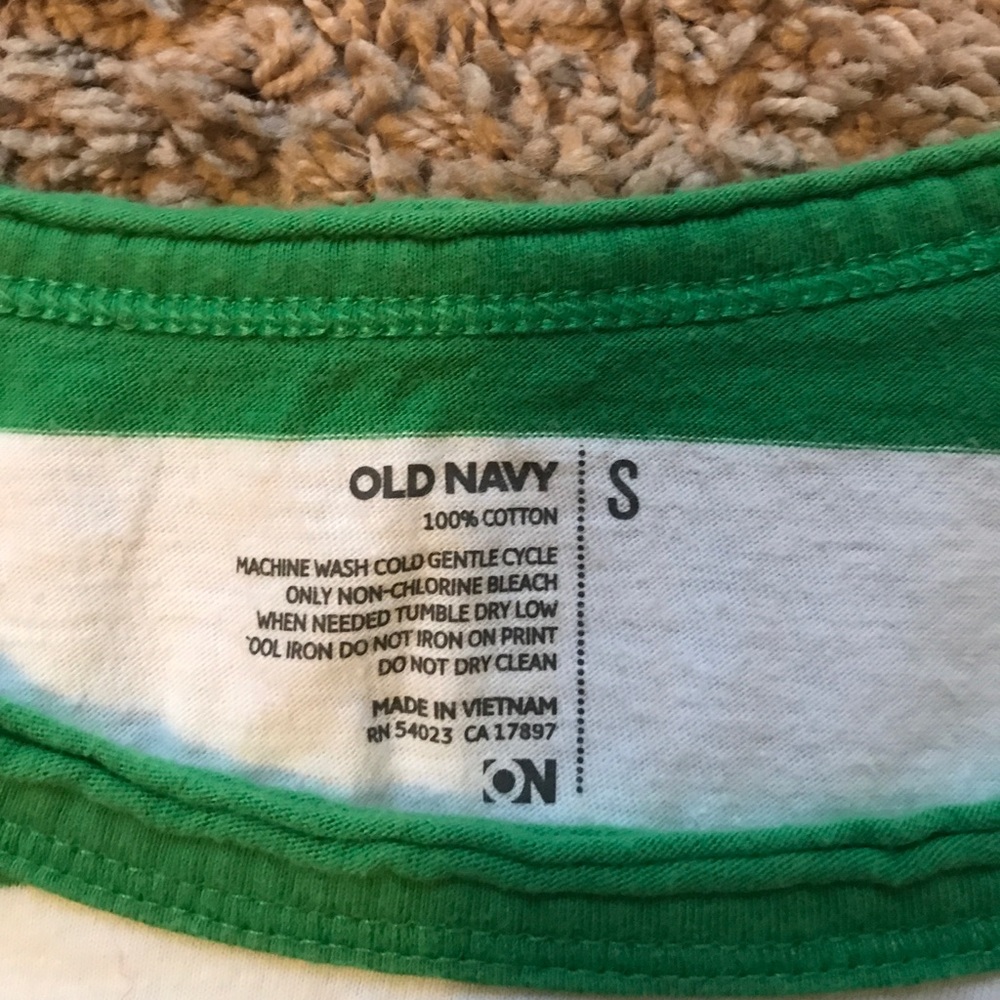 OLD NAVY
S
100% COTTON
MACHINE WASH COLD GENTLE CYCLE
ONLY NON-CHLORINE BLEACH
WHEN NEEDED TUMBLE DRY LOW
OOL IRON DO NOT IRON ON PRINT
DO NOT DRY CLEAN
MADE IN VIETNAM
RN 54023 CA 17897
ON